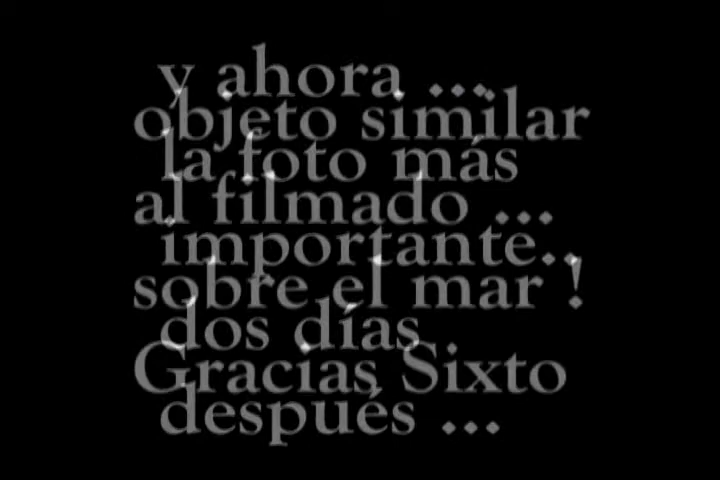 y ahora ...
objeto similar
la foto más
al filmado ...
importante..
sobre el mar !
dos días
Gracias Sixto
después ...